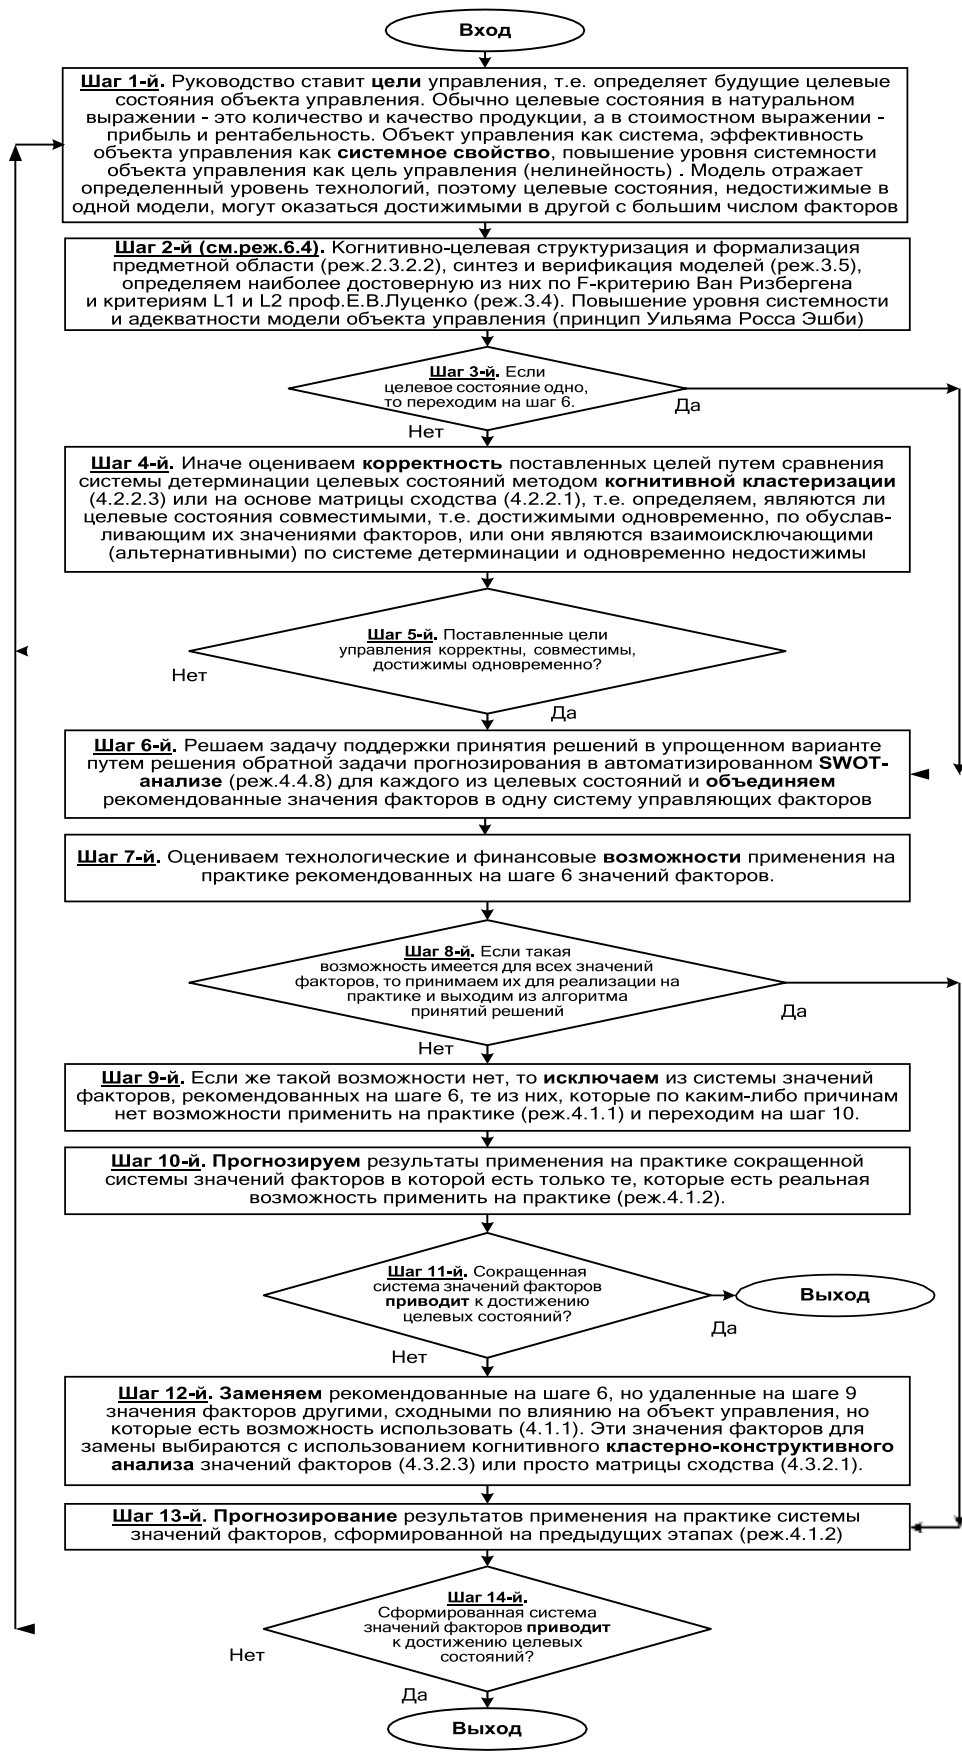 Вход
Шаг 1-й. Руководство ставит цели управления, т.е. определяет будущие целевые
состояния объекта управления. Обычно целевые состояния в натуральном
выражении - это количество и качество продукции, а в стоимостном выражении -
прибыль и рентабельность. Объект управления как система, эффективность
объекта управления как системное свойство, повышение уровня системности
объекта управления как цель управления (нелинейность) . Модель отражает
определенный уровень технологий, поэтому целевые состояния, недостижимые в
одной модели, могут оказаться достижимыми в другой с большим числом факторов
Шаг 2-й (см.реж.6.4). Когнитивно-целевая структуризация и формализация
предметной области (реж.2.3.2.2), синтез и верификация моделей (реж.3.5),
определяем наиболее достоверную из них по F-критерию Ван Ризбергена
и критериям L1 и L2 проф.Е.В.Луценко (реж.3.4). Повышение уровня системности
и адекватности модели объекта управления (принцип Уильяма Росса Эшби)
Шаг 3-й. Если
целевое состояние одно,
то переходим на шаг 6.
Да
Нет
Шаг 4-й. Иначе оцениваем корректность поставленных целей путем сравнения
системы детерминации целевых состояний методом когнитивной кластеризации
(4.2.2.3) или на основе матрицы сходства (4.2.2.1), т.е. определяем, являются ли
целевые состояния совместимыми, т.е. достижимыми одновременно, по обуслав-
ливающим их значениями факторов, или они являются взаимоисключающими
(альтернативными) по системе детерминации и одновременно недостижимы
Шаг 5-й. Поставленные цели
управления корректны, совместимы,
достижимы одновременно?
Нет
Да
Шаг 6-й. Решаем задачу поддержки принятия решений в упрощенном варианте
путем решения обратной задачи прогнозирования в автоматизированном SWOT-
анализе (реж.4.4.8) для каждого из целевых состояний и объединяем
рекомендованные значения факторов в одну систему управляющих факторов
Шаг 7-й. Оцениваем технологические и финансовые возможности применения на
практике рекомендованных на шаге 6 значений факторов.
Шаг 8-й. Если такая
возможность имеется для всех значений
факторов, то принимаем их для реализации на
практике и выходим из алгоритма
принятий решений
Да
Нет
Шаг 9-й. Если же такой возможности нет, то исключаем из системы значений
факторов, рекомендованных на шаге 6, те из них, которые по каким-либо причинам
нет возможности применить на практике (реж.4.1.1) и переходим на шаг 10.
Шаг 10-й. Прогнозируем результаты применения на практике сокращенной
системы значений факторов в которой есть только те, которые есть реальная
возможность применить на практике (реж.4.1.2).
Шаг 11-й. Сокращенная
система значений факторов
приводит к достижению
целевых состояний?
Выход
Да
Нет
Шаг 12-й. Заменяем рекомендованные на шаге 6, но удаленные на шаге 9
значения факторов другими, сходными по влиянию на объект управления, но
которые есть возможность использовать (4.1.1). Эти значения факторов для
замены выбираются с использованием когнитивного кластерно-конструктивного
анализа значений факторов (4.3.2.3) или просто матрицы сходства (4.3.2.1).
Шаг 13-й. Прогнозирование результатов применения на практике системы
значений факторов, сформированной на предыдущих этапах (реж.4.1.2)
Шаг 14-й.
Сформированная система
значений факторов приводит
к достижению целевых
состояний?
Нет
Да
Выход